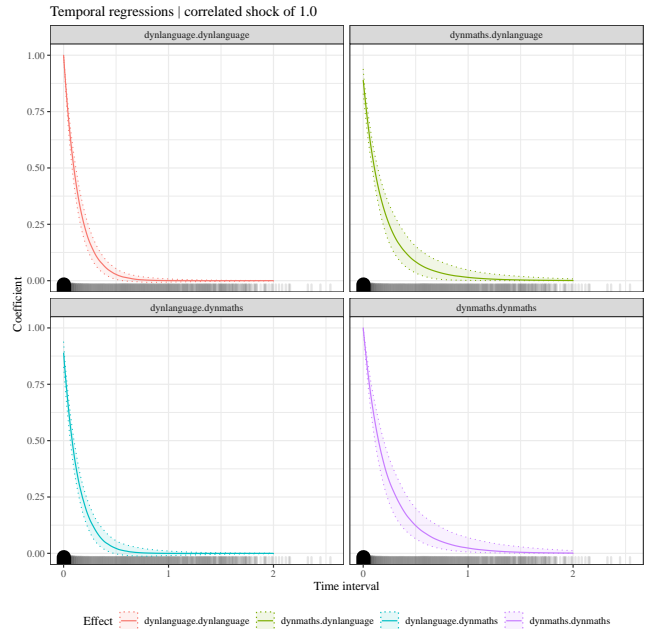 Temporal regressions | correlated shock of 1.0
dynlanguage.dynlanguage
dynmaths.dynlanguage
1.00
0.75
0.50
0.25
0.00
dynlanguage.dynmaths
dynmaths.dynmaths
1.00
0.75
0.50
0.25
0.00
Coefficient
0 1 2 0 1 2
Time interval
Effect dynlanguage.dynlanguage dynmaths.dynlanguage dynlanguage.dynmaths dynmaths.dynmaths